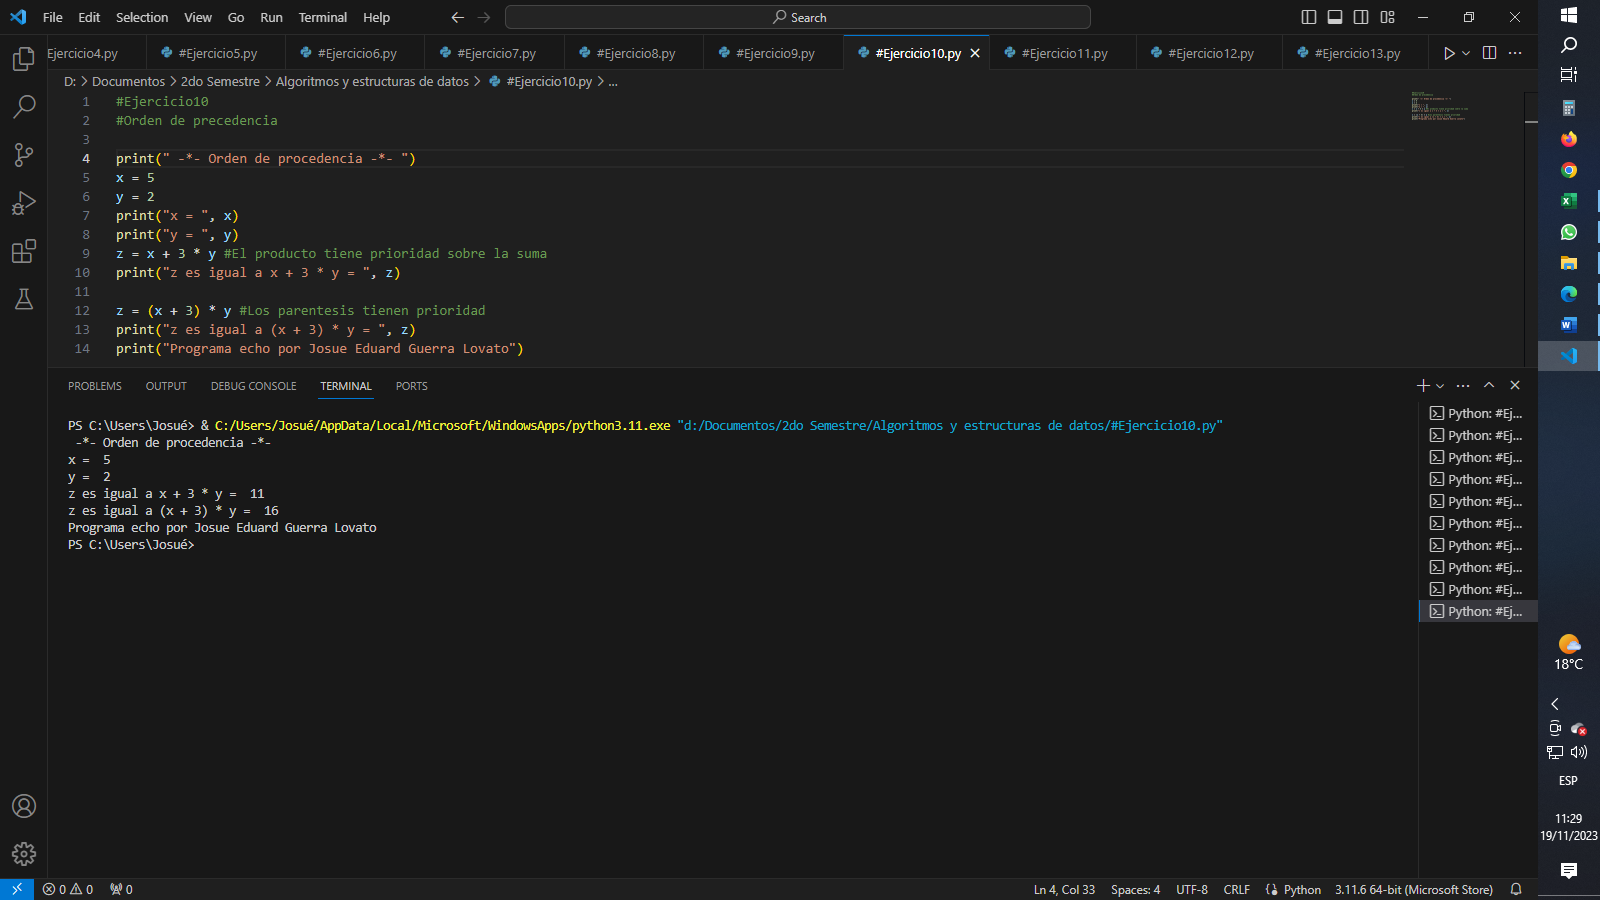 File Edit Selection View Go Run Terminal Help
Search
Ejercicio4.py #Ejercicio5.py #Ejercicio6.py #Ejercicio7.py #Ejercicio8.py #Ejercicio9.py #Ejercicio10.py #Ejercicio11.py #Ejercicio12.py #Ejercicio13.py
D: > Documentos > 2do Semestre > Algoritmos y estructuras de datos > #Ejercicio10.py > ...
1 #Ejercicio10
2 #Orden de precedencia
3
4 print(" -*- Orden de procedencia -*- ")
5 x = 5
6 y = 2
7 print("x = ", x)
8 print("y = ", y)
9 z = x + 3 * y #El producto tiene prioridad sobre la suma
10 print("z es igual a x + 3 * y = ", z)
11
12 z = (x + 3) * y #Los parentesis tienen prioridad
13 print("z es igual a (x + 3) * y = ", z)
14 print("Programa echo por Josue Eduard Guerra Lovato")
PROBLEMS OUTPUT DEBUG CONSOLE TERMINAL PORTS
PS C:\Users\Josué> & C:/Users/Josué/AppData/Local/Microsoft/WindowsApps/python3.11.exe "d:/Documentos/2do Semestre/Algoritmos y estructuras de datos/#Ejercicio10.py"
 -*- Orden de procedencia -*-
x =  5
y =  2
z es igual a x + 3 * y =  11
z es igual a (x + 3) * y =  16
Programa echo por Josue Eduard Guerra Lovato
PS C:\Users\Josué>
Python: #Ej...
Python: #Ej...
Python: #Ej...
Python: #Ej...
Python: #Ej...
Python: #Ej...
Python: #Ej...
Python: #Ej...
Python: #Ej...
Python: #Ej...
18°C
ESP
11:29
19/11/2023
0 0 0 Ln 4, Col 33 Spaces: 4 UTF-8 CRLF Python 3.11.6 64-bit (Microsoft Store)